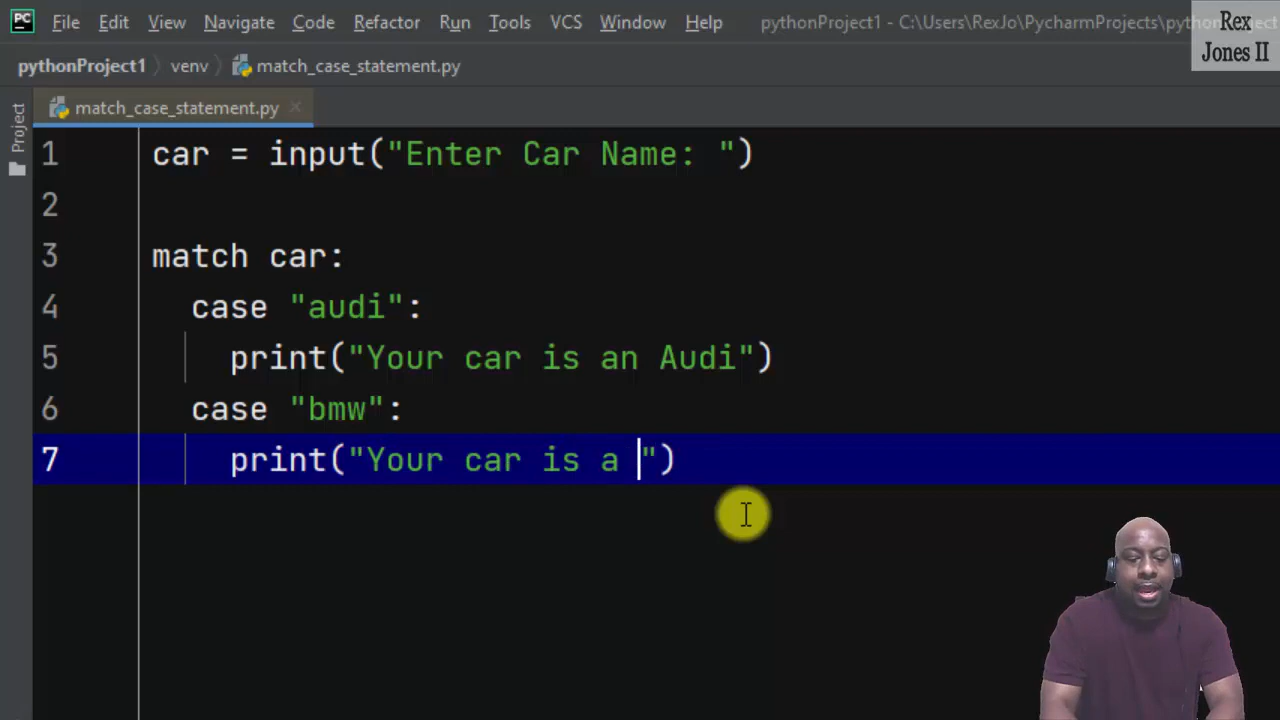 PC File Edit View Navigate Code Refactor Run Tools VCS Window Help pythonProject1 - C:\Users\RexJo\PycharmProjects\
Rex
Jones II
pythonProject1 venv match_case_statement.py
Project
match_case_statement.py
1 car = input("Enter Car Name: ")
2
3 match car:
4 case "audi":
5 print("Your car is an Audi")
6 case "bmw":
7 print("Your car is a ")